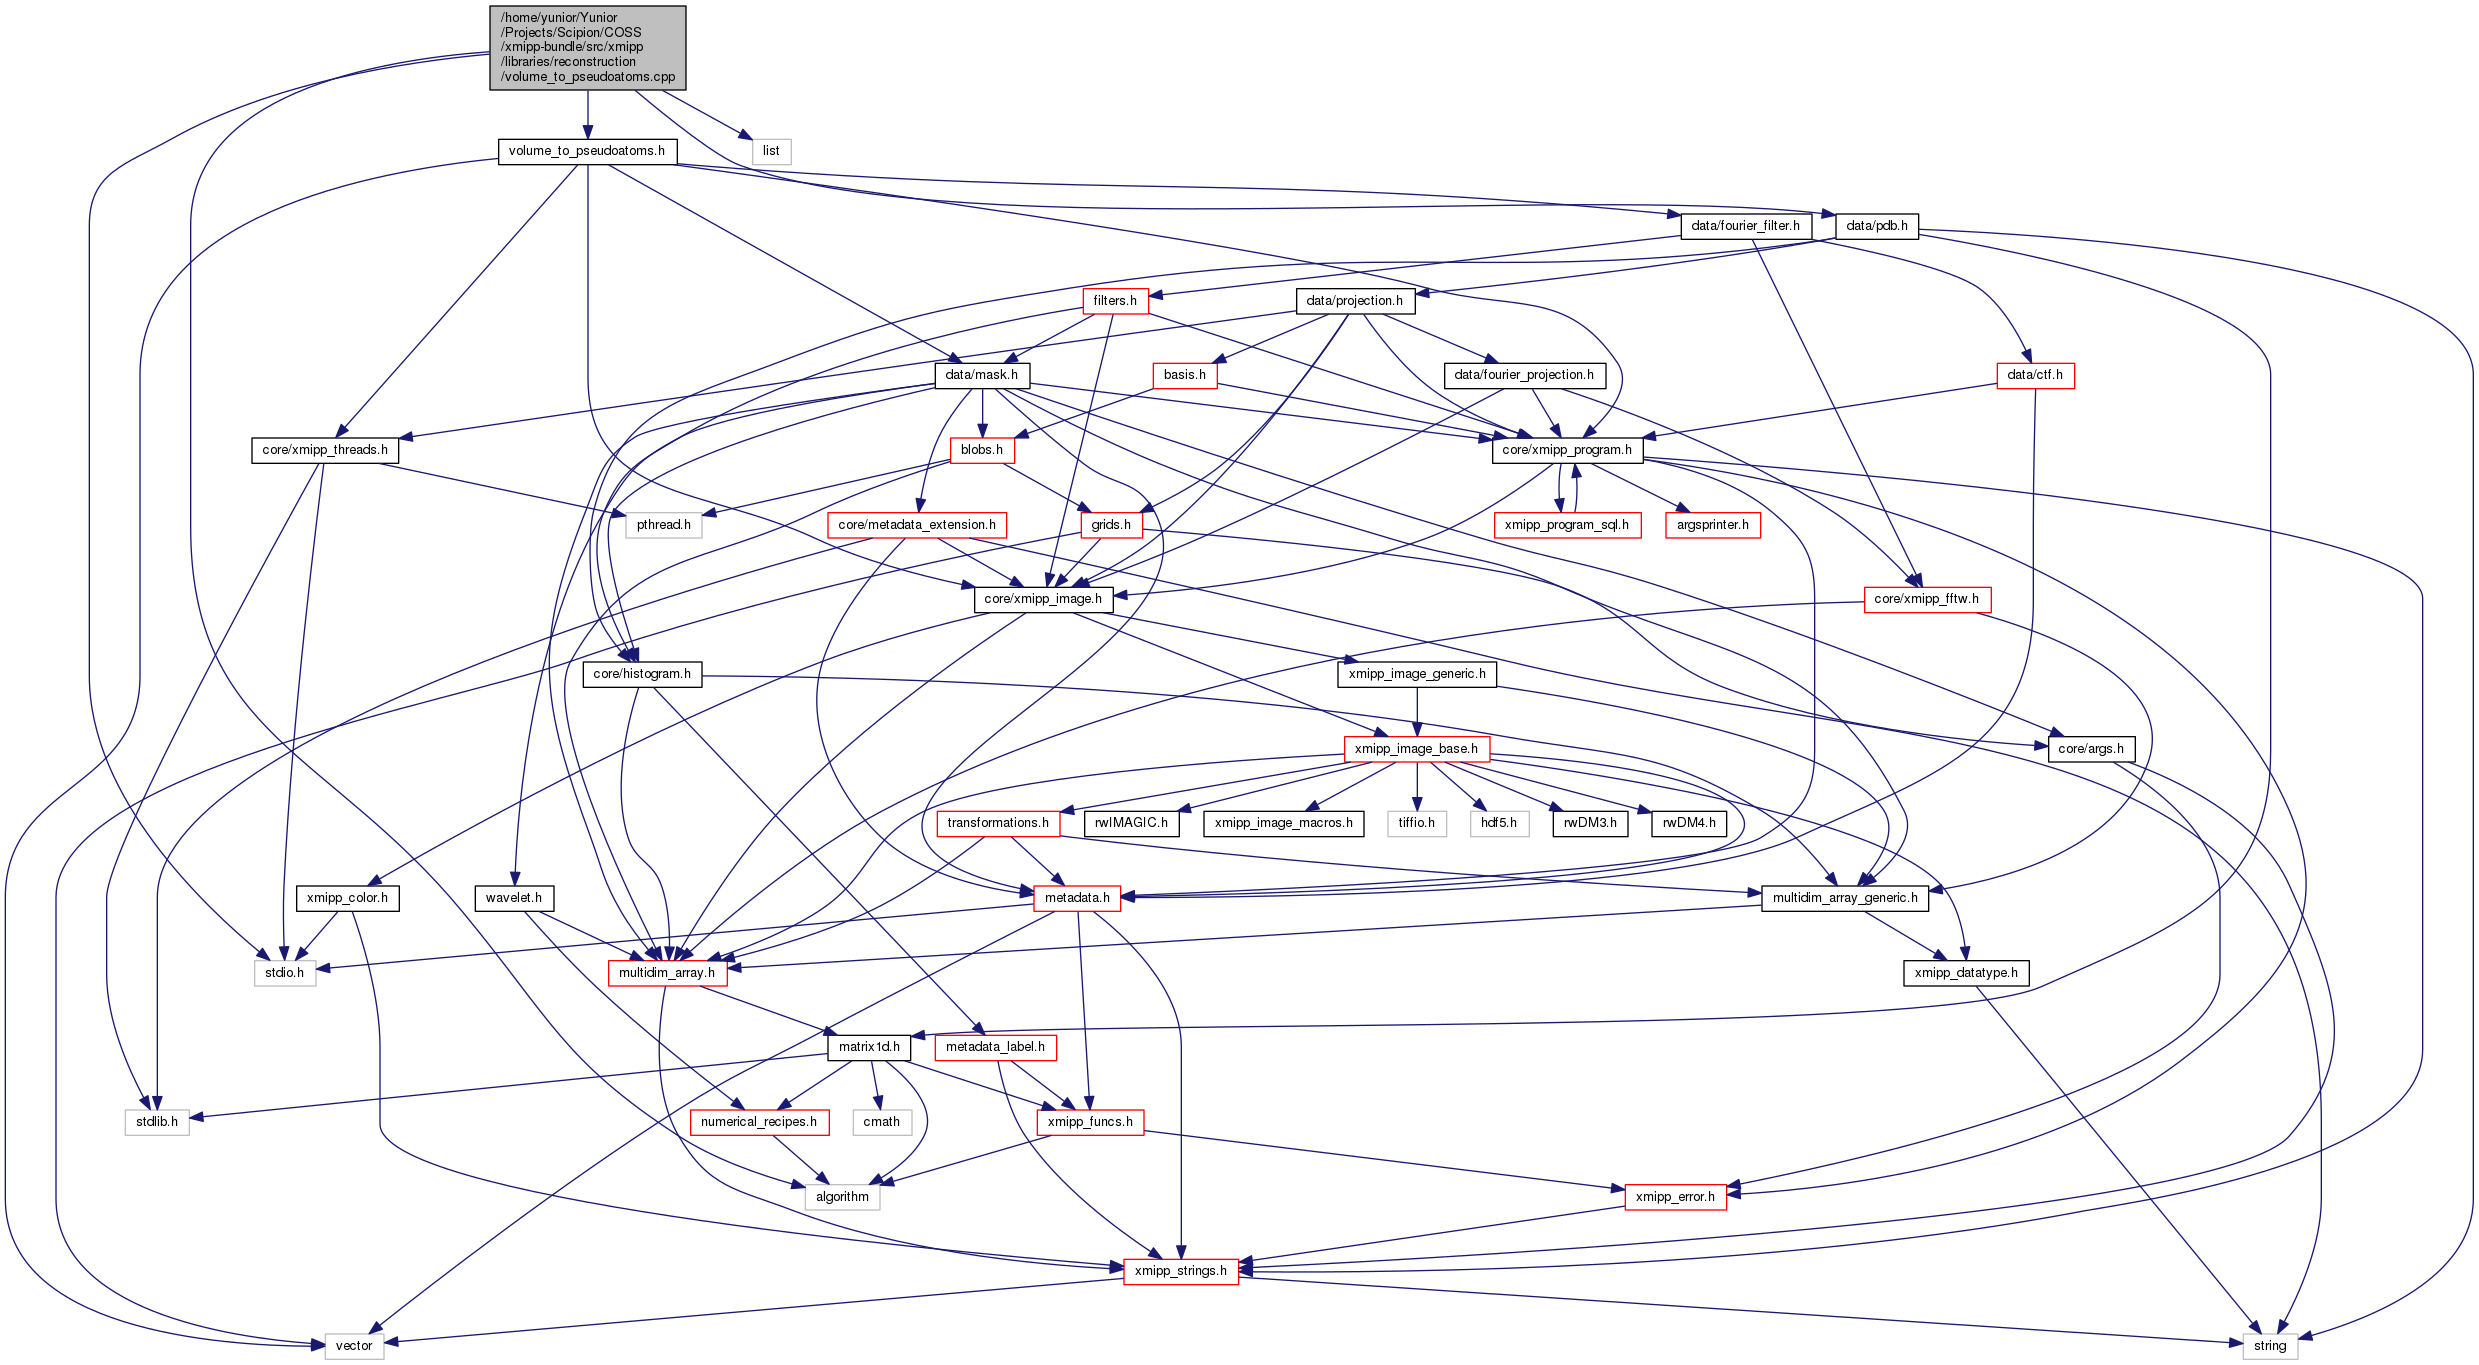 /home/yunior/Yunior
/Projects/Scipion/COSS
/xmipp-bundle/src/xmipp
/libraries/reconstruction
/volume_to_pseudoatoms.cpp
volume_to_pseudoatoms.h
list
data/fourier_filter.h
data/pdb.h
filters.h
data/projection.h
data/mask.h
basis.h
data/fourier_projection.h
data/ctf.h
core/xmipp_threads.h
blobs.h
core/xmipp_program.h
pthread.h
core/metadata_extension.h
grids.h
xmipp_program_sql.h
argsprinter.h
core/xmipp_image.h
core/xmipp_fftw.h
core/histogram.h
xmipp_image_generic.h
xmipp_image_base.h
core/args.h
transformations.h
rwIMAGIC.h
xmipp_image_macros.h
tiffio.h
hdf5.h
rwDM3.h
rwDM4.h
xmipp_color.h
wavelet.h
metadata.h
multidim_array_generic.h
stdio.h
multidim_array.h
xmipp_datatype.h
matrix1d.h
metadata_label.h
stdlib.h
numerical_recipes.h
cmath
xmipp_funcs.h
algorithm
xmipp_error.h
xmipp_strings.h
vector
string